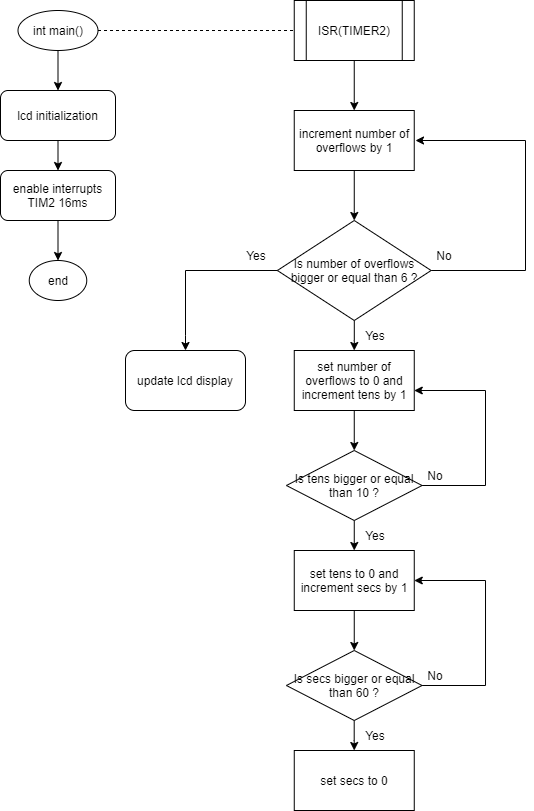 int main()
ISR(TIMER2)
lcd initialization
increment number of
overflows by 1
enable interrupts
TIM2 16ms
end
Yes
Is number of overflows
bigger or equal than 6 ?
No
Yes
update lcd display
set number of
overflows to 0 and
increment tens by 1
Is tens bigger or equal
than 10 ?
No
Yes
set tens to 0 and
increment secs by 1
Is secs bigger or equal
than 60 ?
No
Yes
set secs to 0